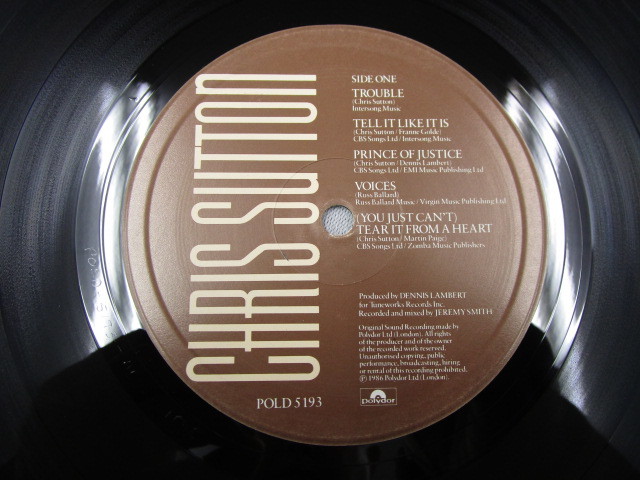 CHRIS SUTTON
SIDE ONE
TROUBLE
(Chris Sutton)
Intersong Music
TELL IT LIKE IT IS
(Chris Sutton / Franne Golde)
CBS Songs Ltd / Intersong Music
PRINCE OF JUSTICE
(Chris Sutton / Dennis Lambert)
CBS Songs Ltd / EMI Music Publishing Ltd
VOICES
(Russ Ballard)
Russ Ballard Music / Virgin Music Publishing Ltd
(YOU JUST CAN'T)
TEAR IT FROM A HEART
(Chris Sutton / Martin Paige)
CBS Songs Ltd / Zomba Music Publishers
Produced by DENNIS LAMBERT
for Tuneworks Records Inc.
Recorded and mixed by JEREMY SMITH
Original Sound Recording made by
Polydor Ltd (London). All rights
of the producer and of the owner
of the recorded work reserved.
Unauthorised copying, public
performance, broadcasting, hiring
or rental of this recording prohibited.
℗ 1986 Polydor Ltd (London).
POLD 5193
Polydor